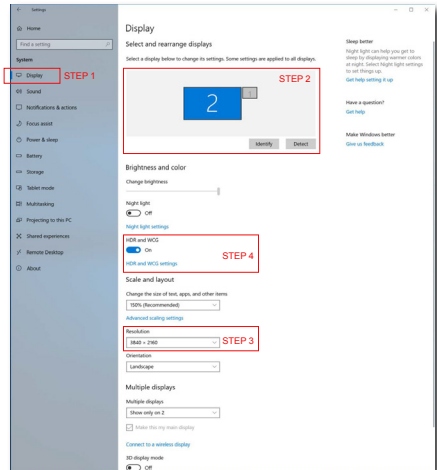 Settings
Home
Find a setting
System
Display
STEP 1
Sound
Notifications & actions
Focus assist
Power & sleep
Battery
Storage
Tablet mode
Multitasking
Projecting to this PC
Shared experiences
Remote Desktop
About
Display
Select and rearrange displays
Select a display below to change its settings. Some settings are applied to all displays.
STEP 2
2
1
Identify
Detect
Brightness and color
Change brightness
Night light
Off
Night light settings
HDR and WCG
On
STEP 4
HDR and WCG settings
Scale and layout
Change the size of text, apps, and other items
150% (Recommended)
Advanced scaling settings
Resolution
3840 × 2160
STEP 3
Orientation
Landscape
Multiple displays
Multiple displays
Show only on 2
Make this my main display
Connect to a wireless display
3D display mode
Off
Sleep better
Night light can help you get to
sleep by displaying warmer colors
at night. Select Night light settings
to set things up.
Get help setting it up
Have a question?
Get help
Make Windows better
Give us feedback